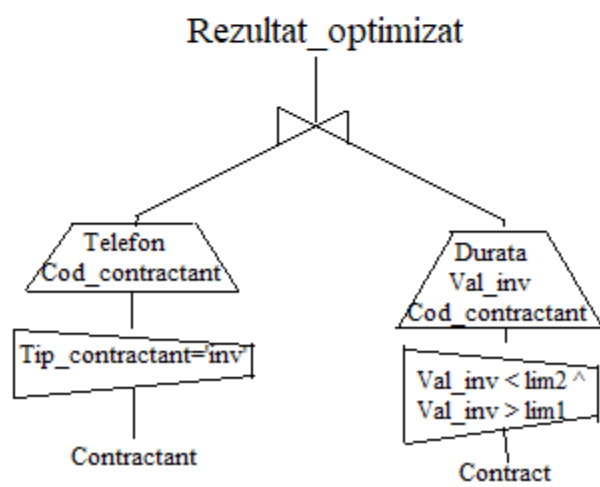 Rezultat_optimizat
Telefon
Cod_contractant
Tip_contractant='inv'
Contractant
Durata
Val_inv
Cod_contractant
Val_inv < lim2 ^
Val_inv > lim1
Contract